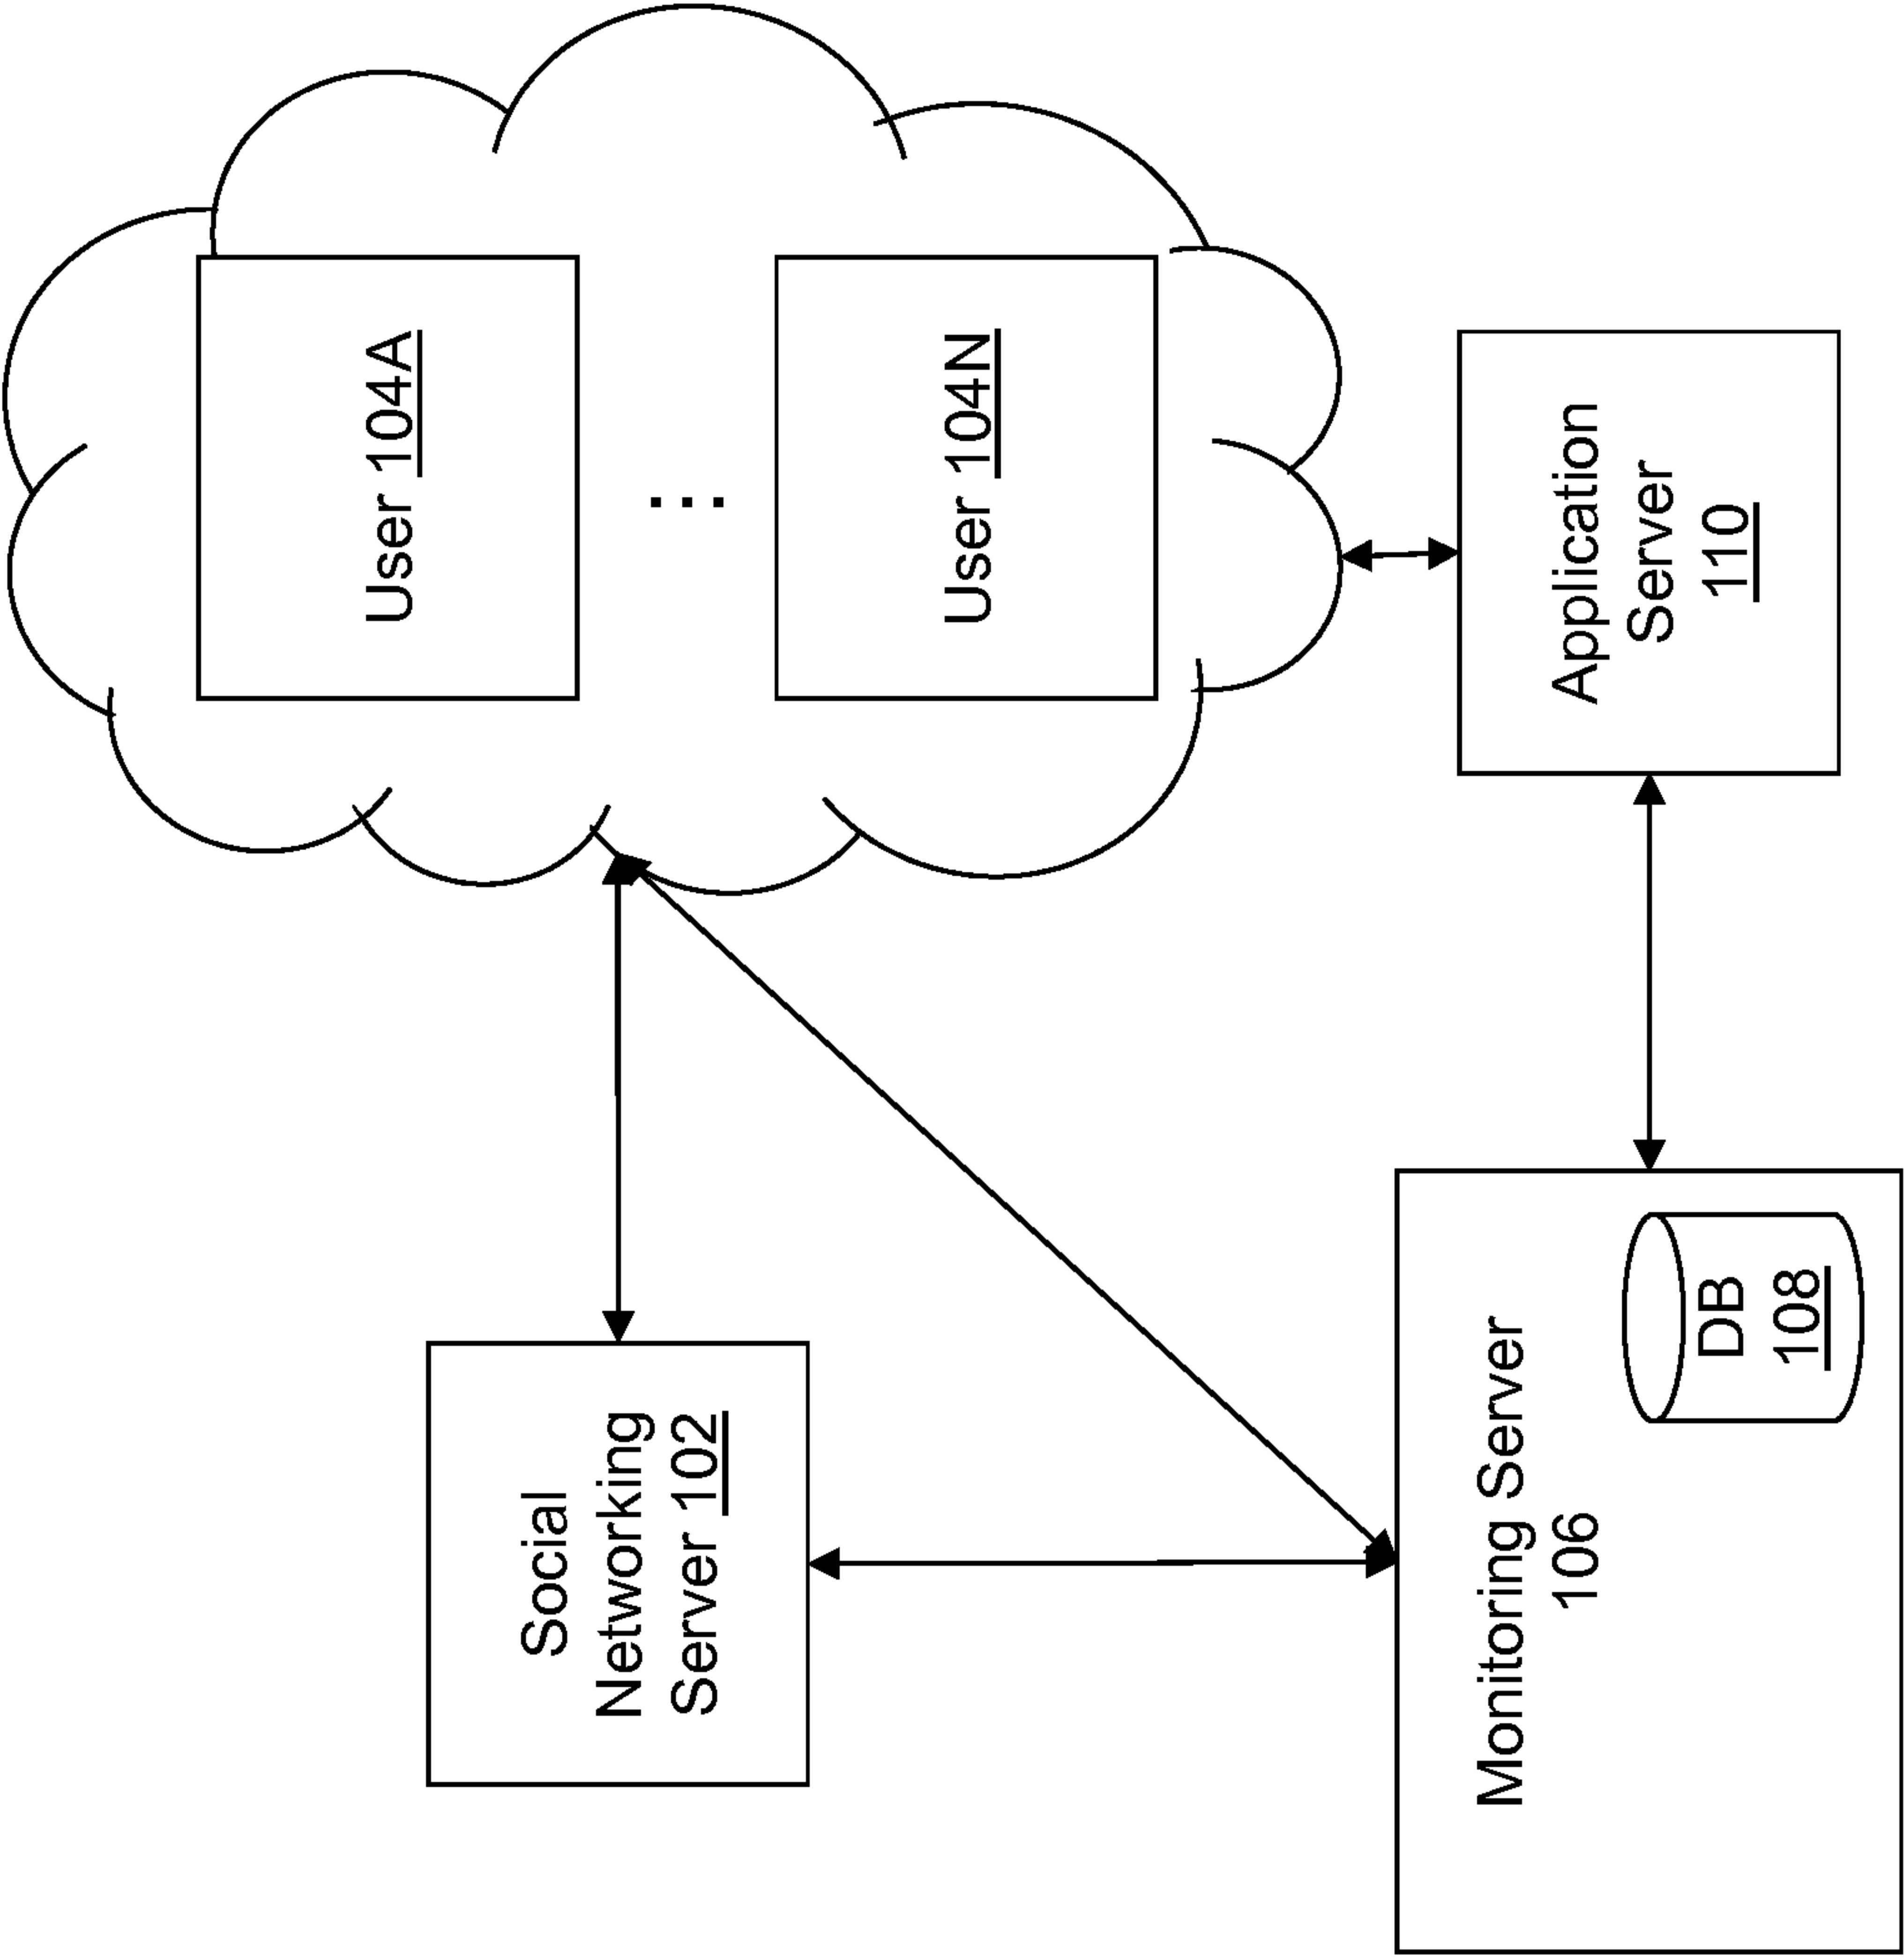 Social
Networking
Server 102
User 104A
...
User 104N
Monitoring Server
106
DB
108
Application
Server
110